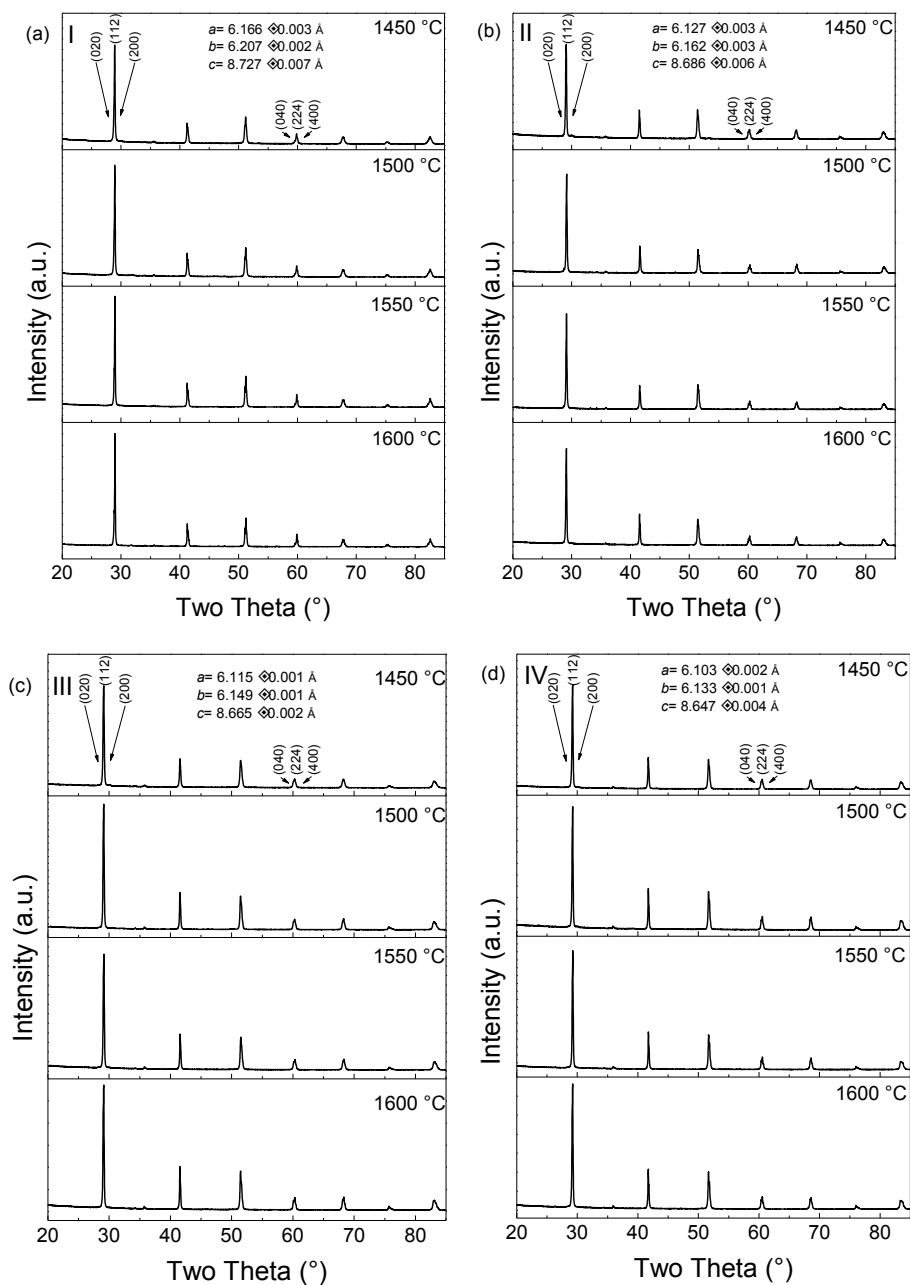 (a) I
(020)
(112)
(200)
a= 6.166 ◈0.003 Å
b= 6.207 ◈0.002 Å
c= 8.727 ◈0.007 Å
1450 °C
(040)
(224)
(400)
1500 °C
1550 °C
1600 °C
Intensity (a.u.)
20 30 40 50 60 70 80
Two Theta (°)
(b) II
(020)
(112)
(200)
a= 6.127 ◈0.003 Å
b= 6.162 ◈0.003 Å
c= 8.686 ◈0.006 Å
1450 °C
(040)
(224)
(400)
1500 °C
1550 °C
1600 °C
Intensity (a.u.)
20 30 40 50 60 70 80
Two Theta (°)
(c) III
(020)
(112)
(200)
a= 6.115 ◈0.001 Å
b= 6.149 ◈0.001 Å
c= 8.665 ◈0.002 Å
1450 °C
(040)
(224)
(400)
1500 °C
1550 °C
1600 °C
Intensity (a.u.)
20 30 40 50 60 70 80
Two Theta (°)
(d) IV
(020)
(112)
(200)
a= 6.103 ◈0.002 Å
b= 6.133 ◈0.001 Å
c= 8.647 ◈0.004 Å
1450 °C
(040)
(224)
(400)
1500 °C
1550 °C
1600 °C
Intensity (a.u.)
20 30 40 50 60 70 80
Two Theta (°)